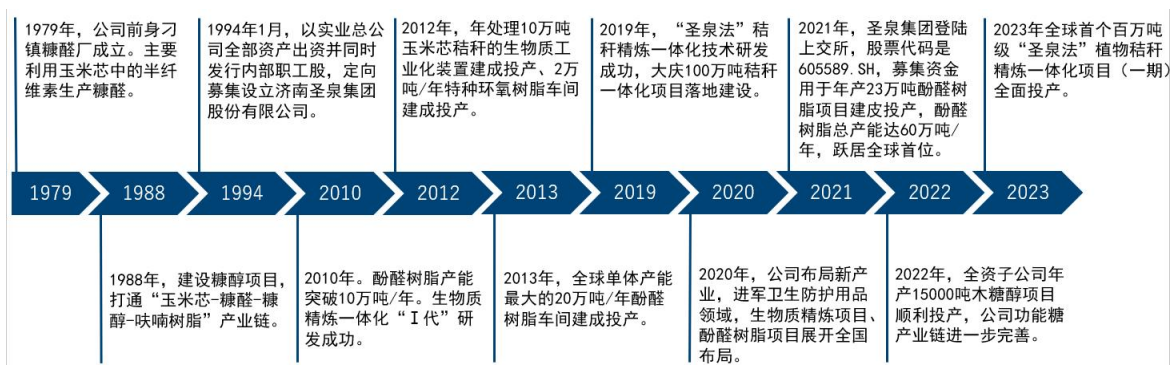 1979年，公司前身刁
镇糠醛厂成立。主要
利用玉米芯中的半纤
维素生产糠醛。
1994年1月，以实业总公
司全部资产出资并同时
发行内部职工股，定向
募集设立济南圣泉集团
股份有限公司。
2012年，年处理10万吨
玉米芯秸秆的生物质工
业化装置建成投产、2万
吨/年特种环氧树脂车间
建成投产。
2019年，“圣泉法”秸
秆精炼一体化技术研发
成功，大庆100万吨秸秆
一体化项目落地建设。
2021年，圣泉集团登陆
上交所，股票代码是
605589.SH，募集资金
用于年产23万吨酚醛树
脂项目建皮投产，酚醛
树脂总产能达60万吨/
年，跃居全球首位。
2023年全球首个百万吨
级“圣泉法”植物秸秆
精炼一体化项目（一期）
全面投产。
1979 1988 1994 2010 2012 2013 2019 2020 2021 2022 2023
1988年，建设糠醇项目，
打通“玉米芯-糠醛-糠
醇-呋喃树脂”产业链。
2010年。酚醛树脂产能
突破10万吨/年。生物质
精炼一体化“Ⅰ代”研
发成功。
2013年，全球单体产能
最大的20万吨/年酚醛
树脂车间建成投产。
2020年，公司布局新产
业，进军卫生防护用品
领域，生物质精炼项目、
酚醛树脂项目展开全国
布局。
2022年，全资子公司年
产15000吨木糖醇项目
顺利投产，公司功能糖
产业链进一步完善。